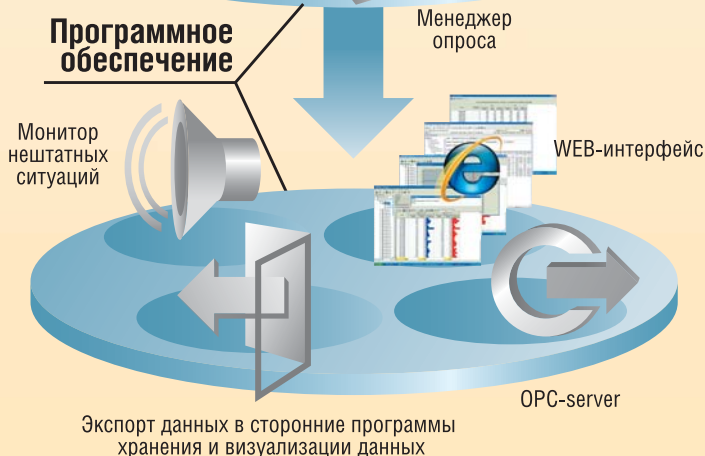 Менеджер
опроса
Программное
обеспечение
Монитор
нештатных
ситуаций
WEB-интерфейс
OPC-server
Экспорт данных в сторонние программы
хранения и визуализации данных